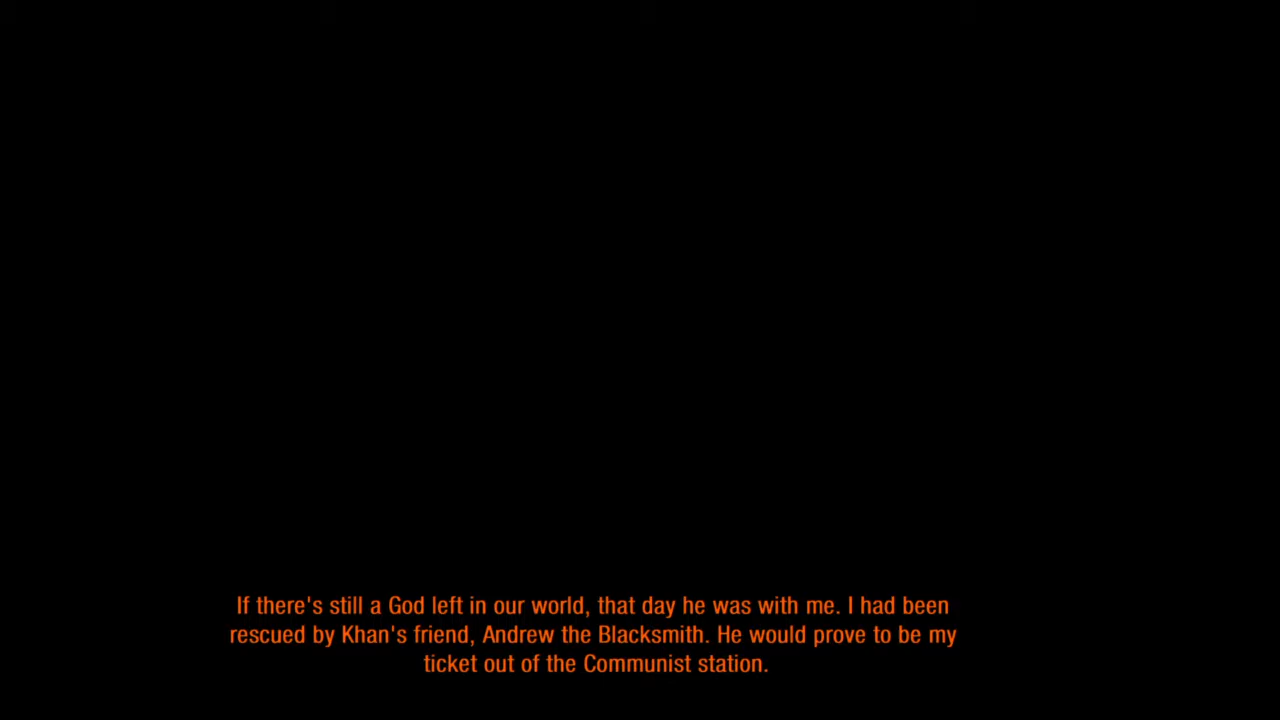 If there's still a God left in our world, that day he was with me. I had been
rescued by Khan's friend, Andrew the Blacksmith. He would prove to be my
ticket out of the Communist station.